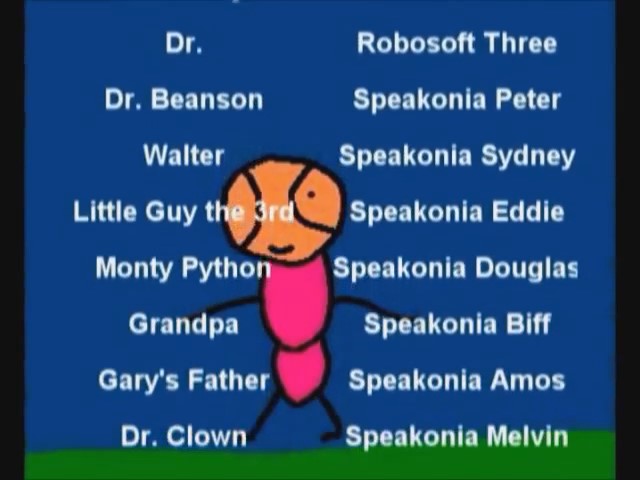 Dr. Robosoft Three
Dr. Beanson Speakonia Peter
Walter Speakonia Sydney
Little Guy the 3rd Speakonia Eddie
Monty Python Speakonia Douglas
Grandpa Speakonia Biff
Gary's Father Speakonia Amos
Dr. Clown Speakonia Melvin